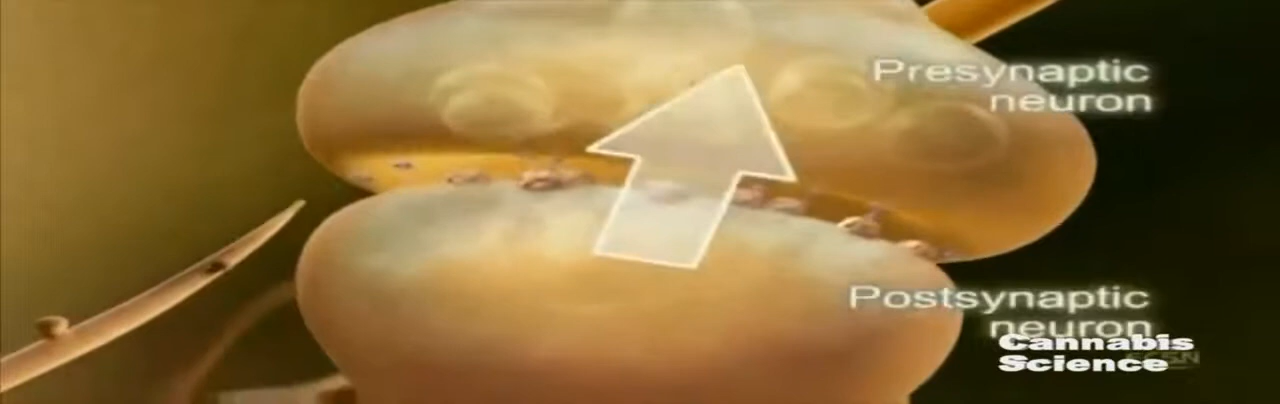 Presynaptic
neuron
Postsynaptic
neuron
Cannabis
Science